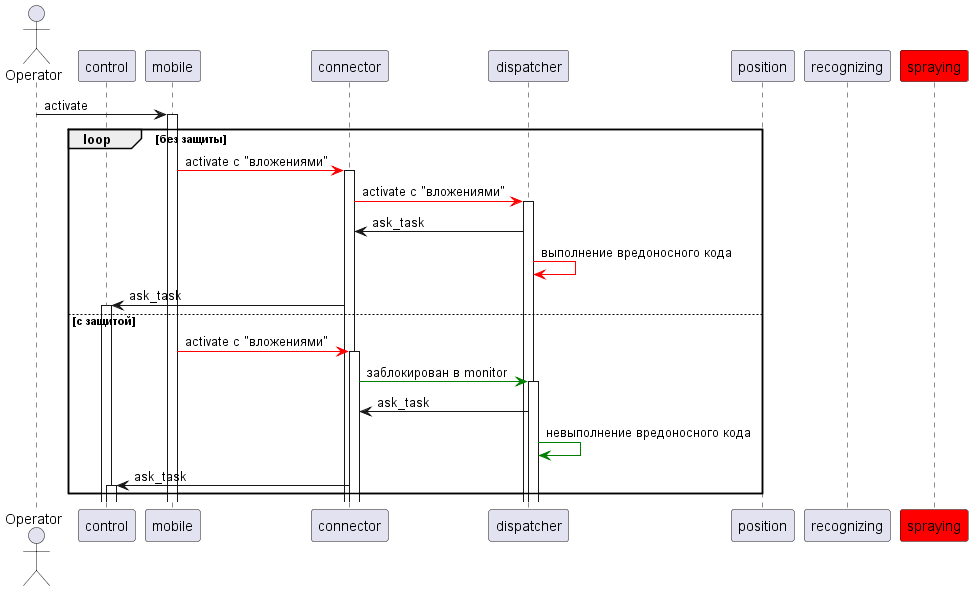 Operator
control
mobile
connector
dispatcher
position
recognizing
spraying
activate
loop
[без защиты]
activate с "вложениями"
activate с "вложениями"
ask_task
выполнение вредоносного кода
ask_task
[с защитой]
activate с "вложениями"
заблокирован в monitor
ask_task
невыполнение вредоносного кода
ask_task
Operator
control
mobile
connector
dispatcher
position
recognizing
spraying